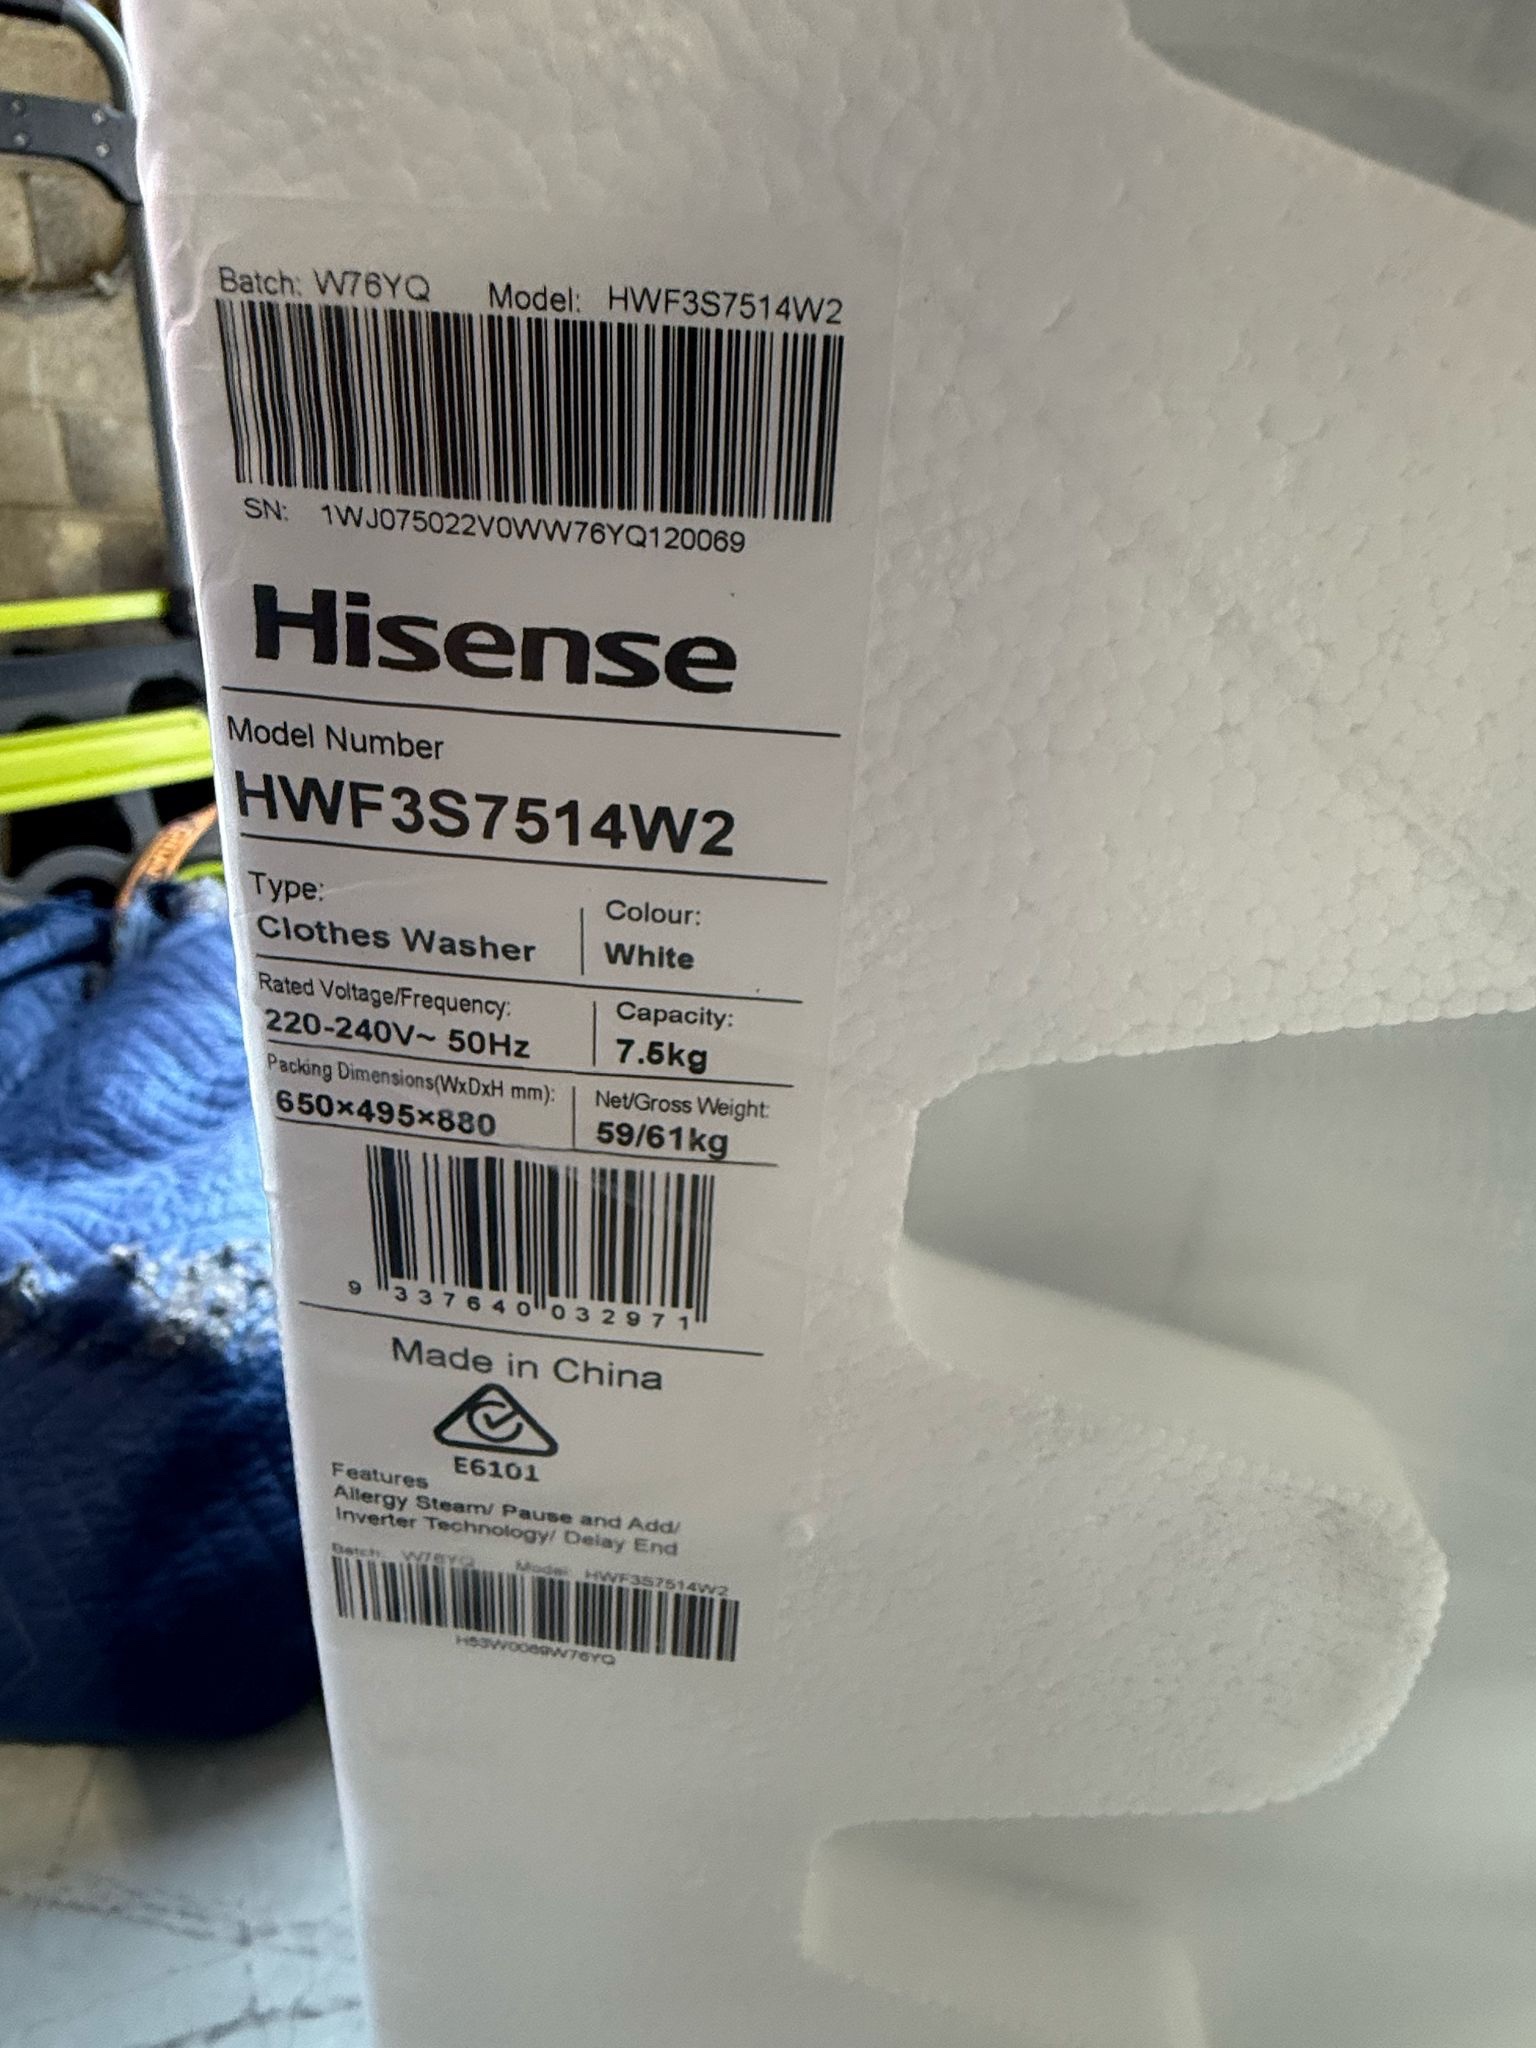 Batch: W76YQ Model: HWF3S7514W2
SN: 1WJ075022V0WW76YQ120069
Hisense
Model Number
HWF3S7514W2
Type: Colour:
Clothes Washer White
Rated Voltage/Frequency: Capacity:
220-240V~ 50Hz 7.5kg
Packing Dimensions(WxDxH mm): Net/Gross Weight:
650×495×880 59/61kg
9 337640 032971
Made in China
E6101
Features
Allergy Steam/ Pause and Add/
Inverter Technology/ Delay End
Batch: W76YQ Model: HWF3S7514W2
H53W0069W76YQ